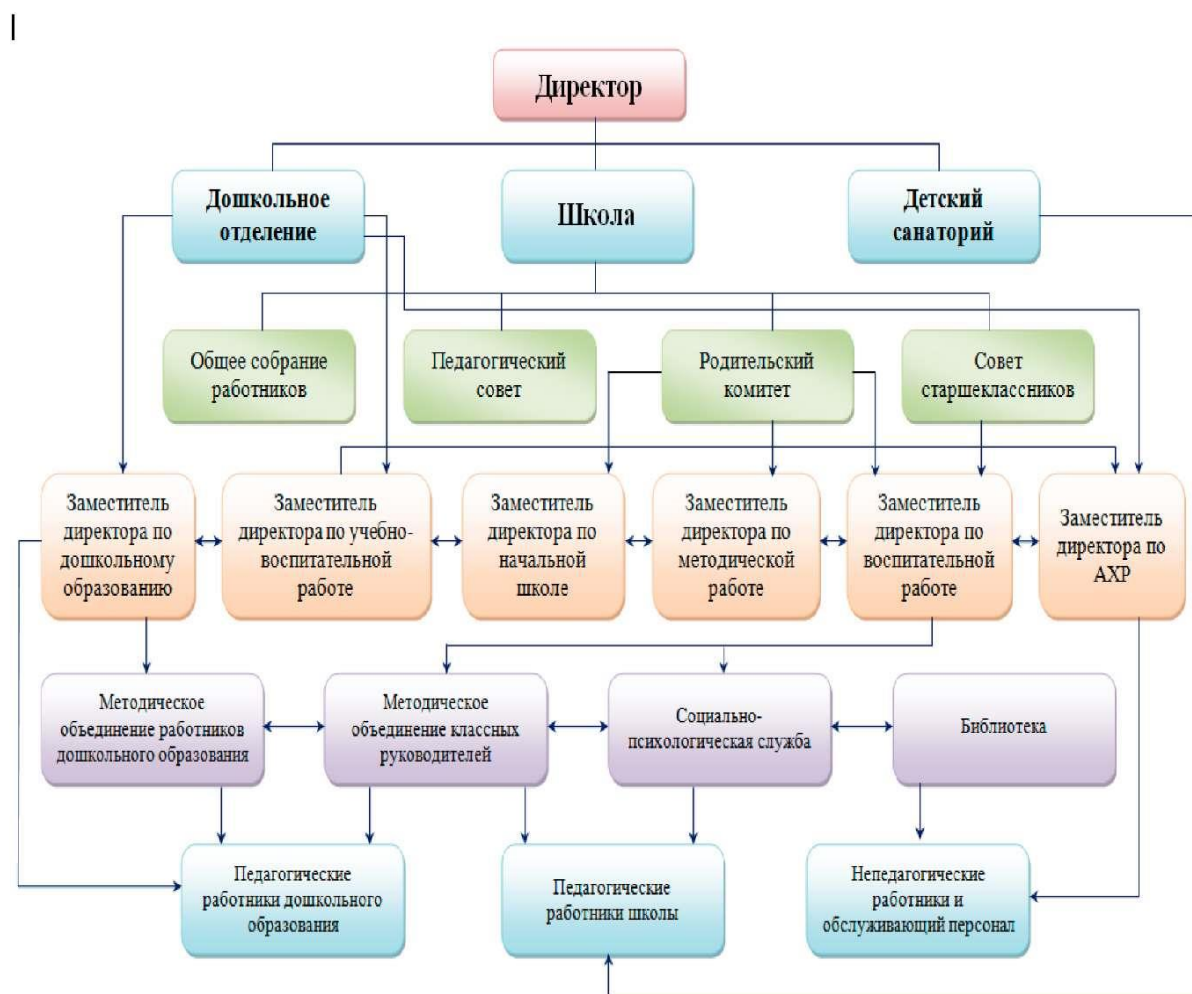 Директор
Дошкольное
отделение
Школа
Детский
санаторий
Общее собрание
работников
Педагогический
совет
Родительский
комитет
Совет
старшеклассников
Заместитель
директора по
дошкольному
образованию
Заместитель
директора по учебно-
воспитательной
работе
Заместитель
директора по
начальной
школе
Заместитель
директора по
методической
работе
Заместитель
директора по
воспитательной
работе
Заместитель
директора по
АХР
Методическое
объединение работников
дошкольного образования
Методическое
объединение классных
руководителей
Социально-
психологическая служба
Библиотека
Педагогические
работники дошкольного
образования
Педагогические
работники школы
Непедагогические
работники и
обслуживающий персонал